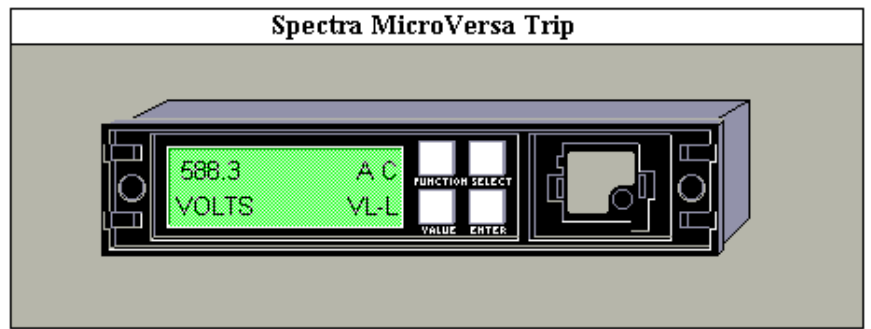 Spectra MicroVersa Trip
588.3 A C
VOLTS VL-L
FUNCTION SELECT
VALUE ENTER